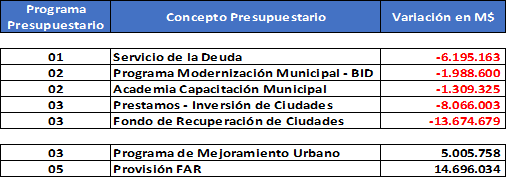 Programa Presupuestario Concepto Presupuestario Variación en M$
01 Servicio de la Deuda -6.195.163
02 Programa Modernización Municipal - BID -1.988.600
02 Academia Capacitación Municipal -1.309.325
03 Prestamos - Inversión de Ciudades -8.066.003
03 Fondo de Recuperación de Ciudades -13.674.679
03 Programa de Mejoramiento Urbano 5.005.758
05 Provisión FAR 14.696.034